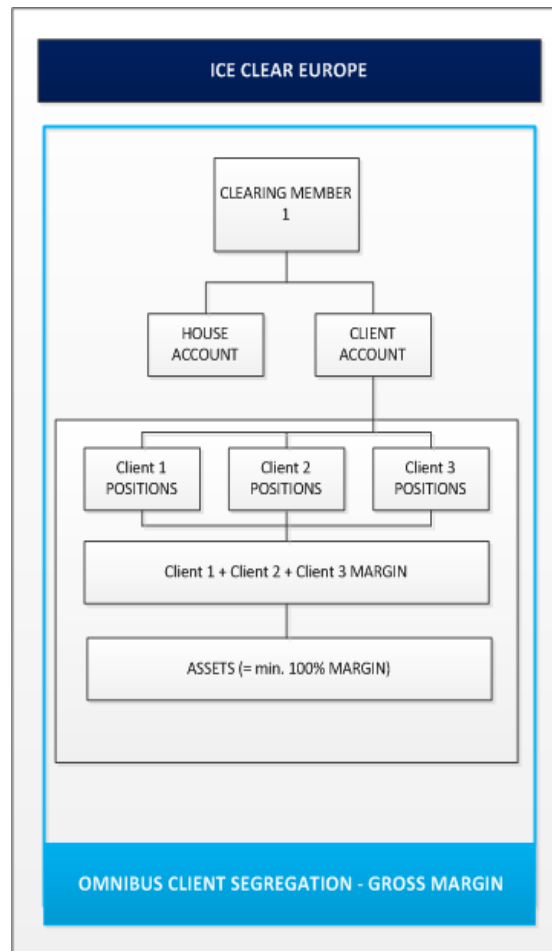 ICE CLEAR EUROPE
CLEARING MEMBER
1
HOUSE
ACCOUNT
CLIENT
ACCOUNT
Client 1
POSITIONS
Client 2
POSITIONS
Client 3
POSITIONS
Client 1 + Client 2 + Client 3 MARGIN
ASSETS (= min. 100% MARGIN)
OMNIBUS CLIENT SEGREGATION - GROSS MARGIN